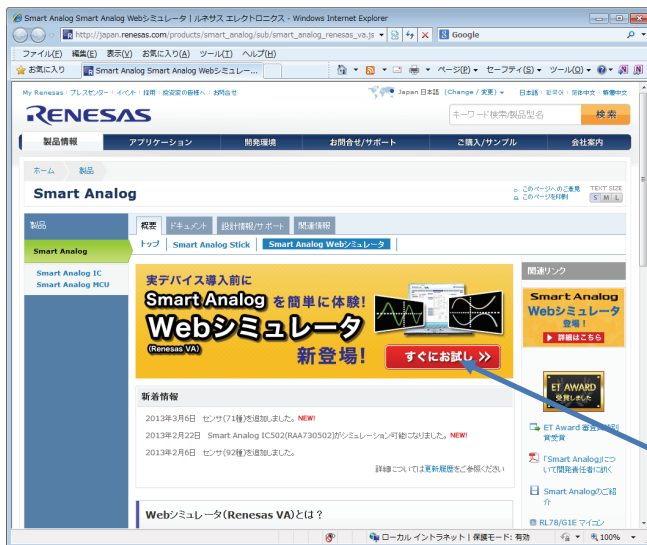 Smart Analog Smart Analog Webシミュレータ | ルネサス エレクトロニクス - Windows Internet Explorer
http://japan.renesas.com/products/smart_analog/sub/smart_analog_renesas_va.js
Google
ファイル(F) 編集(E) 表示(V) お気に入り(A) ツール(T) ヘルプ(H)
お気に入り Smart Analog Smart Analog Webシミュレー...
ページ(P) セーフティ(S) ツール(O)
My Renesas プレスセンター イベント 採用 投資家の皆様へ お問合せ
Japan 日本語 (Change / 変更) 日本語 한국어 简体中文 繁體中文
RENESAS
キーワード検索/製品型名 検索
製品情報 アプリケーション 開発環境 お問合せ/サポート ご購入/サンプル 会社案内
ホーム 製品
Smart Analog
このページへのご意見 TEXT SIZE
このページを印刷 S M L
製品
概要 ドキュメント 設計情報/サポート 関連情報
トップ Smart Analog Stick Smart Analog Webシミュレータ
Smart Analog
Smart Analog IC
Smart Analog MCU
実デバイス導入前に
Smart Analog を簡単に体験!
Webシミュレータ
(Renesas VA) 新登場!
すぐにお試し >>
関連リンク
Smart Analog
Webシミュレータ
登場!
詳細はこちら
ET AWARD
受賞しました
ET Award 審査
賞受賞
「Smart Analog」につ
いて開発責任者に訊く
Smart Analogのご紹
介
RL78/G1E マイコン
新着情報
2013年3月6日 センサ(71種)を追加しました。NEW!
2013年2月22日 Smart Analog IC502(RAA730502)がシミュレーション可能になりました。NEW!
2013年2月6日 センサ(92種)を追加しました。
詳細については更新履歴をご参照ください
Webシミュレータ(Renesas VA)とは？
ローカル イントラネット | 保護モード: 有効
100%